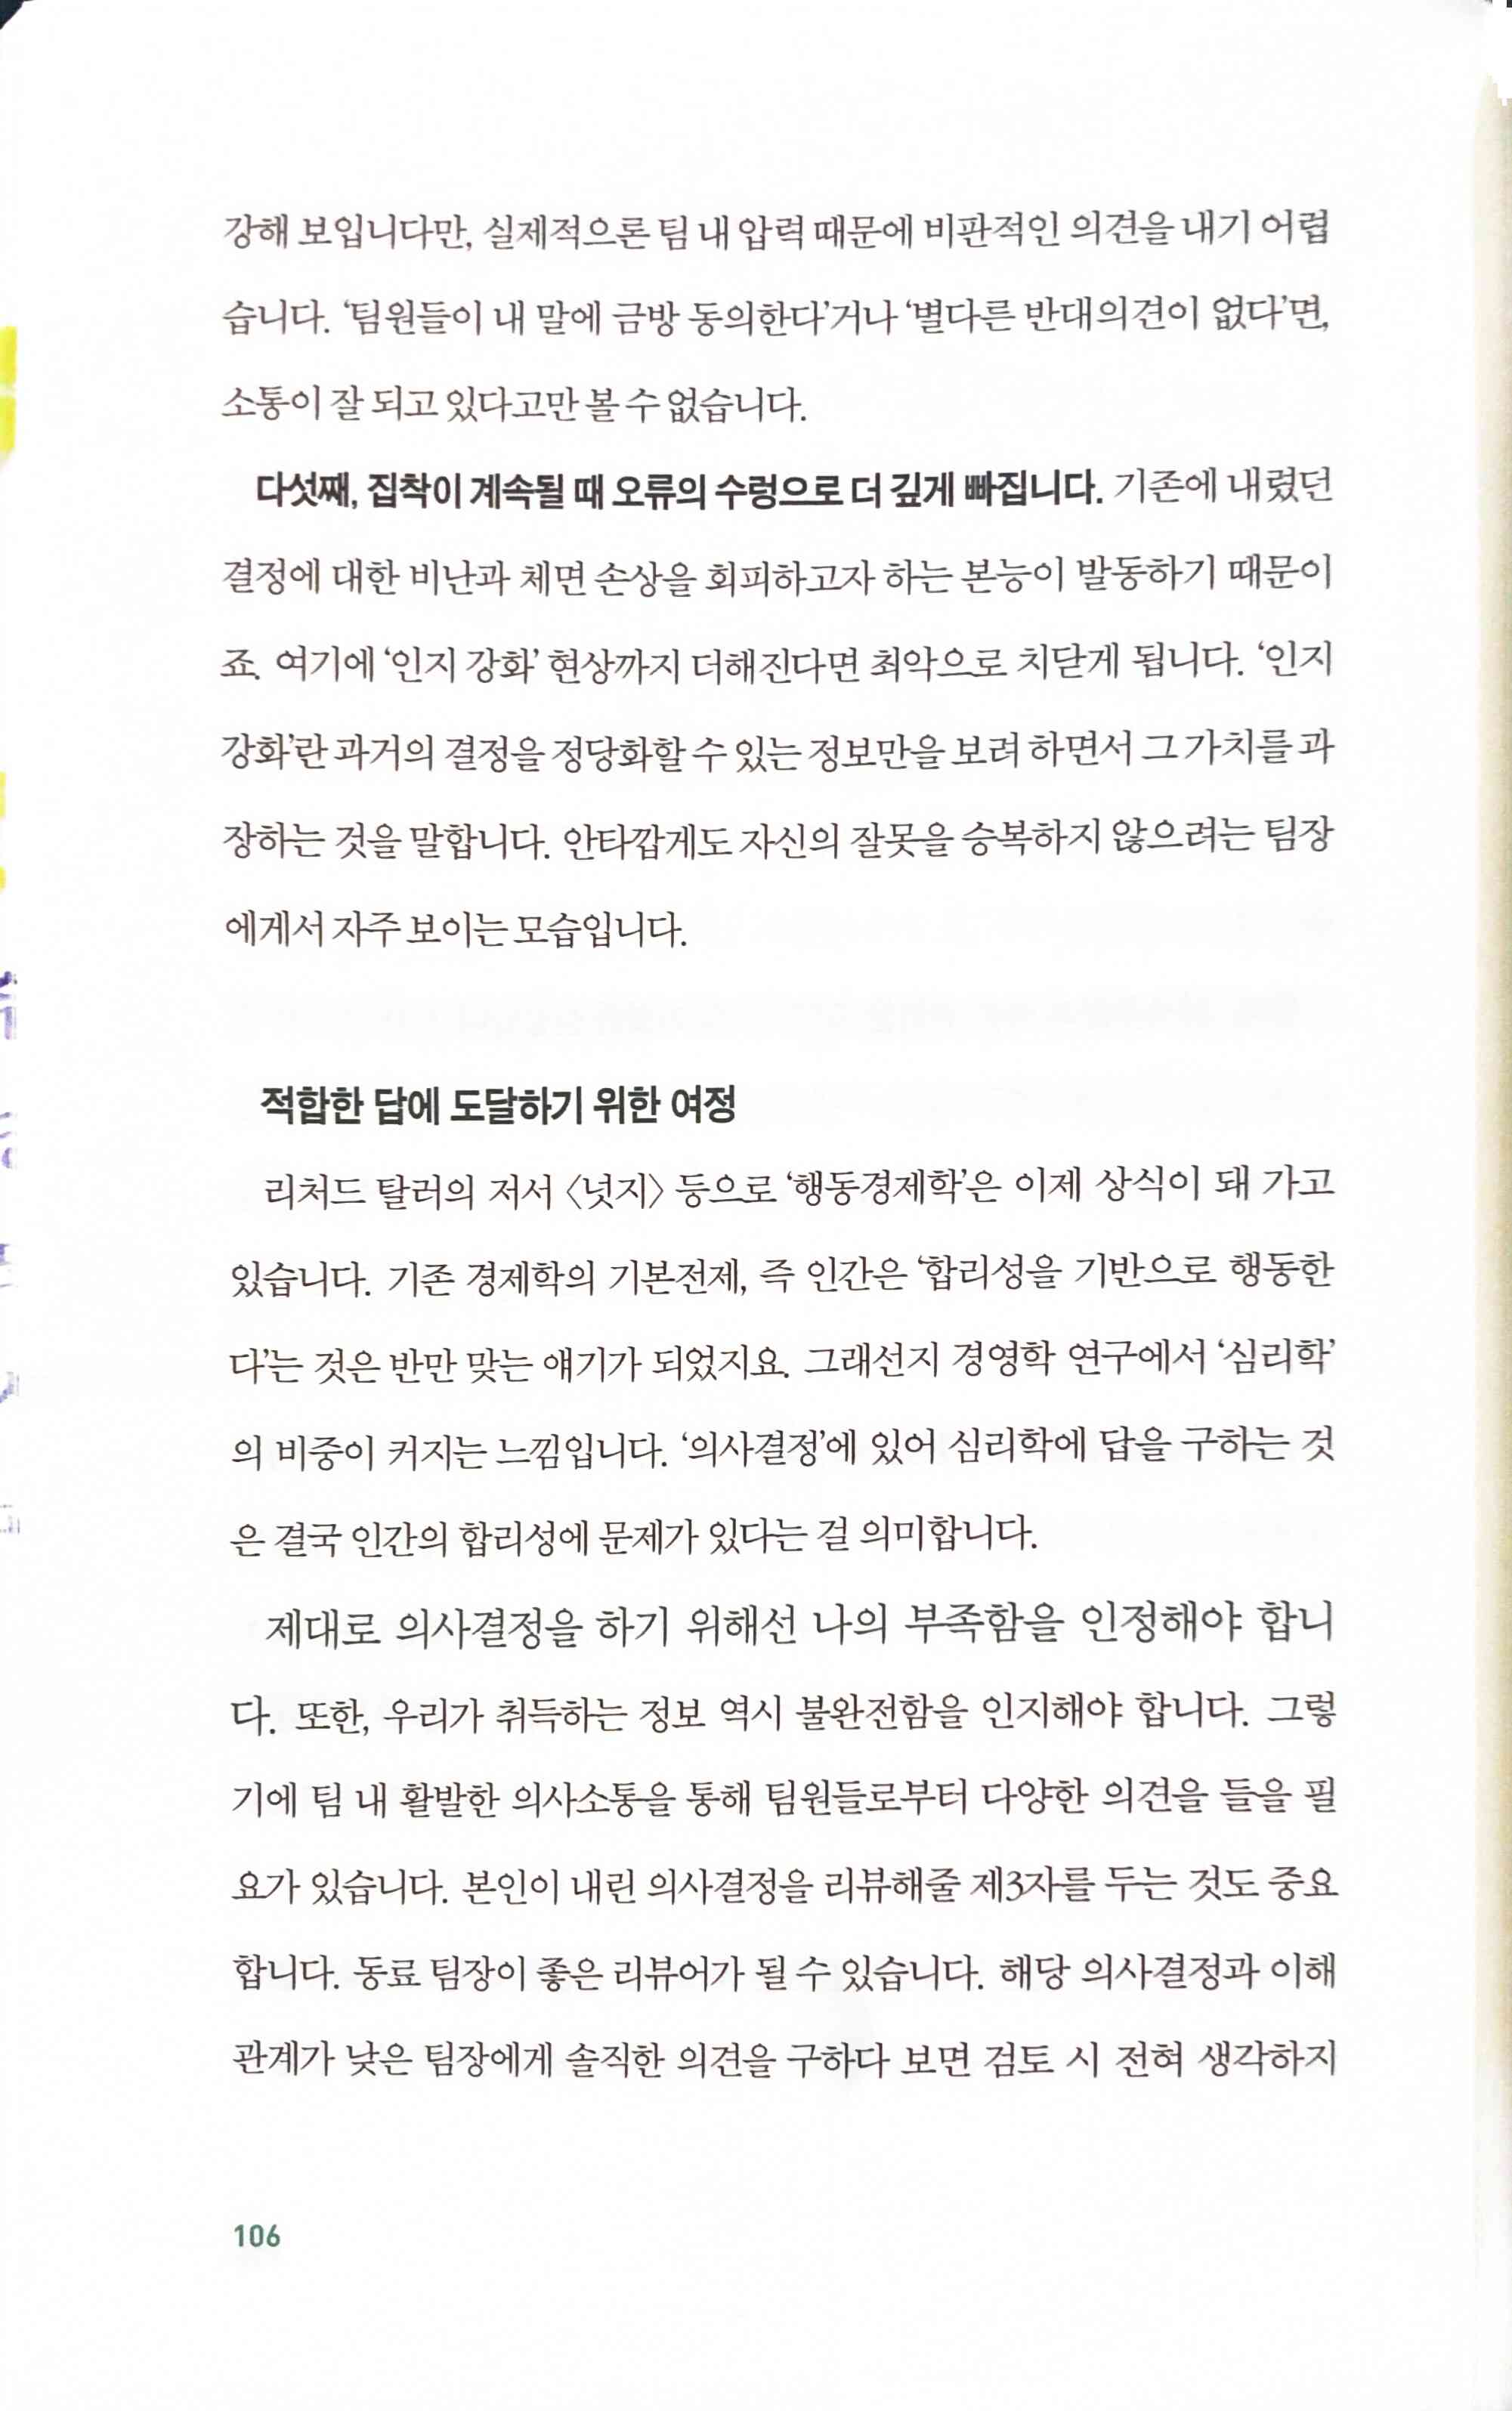 강해 보입니다만, 실제적으론 팀 내 압력 때문에 비판적인 의견을 내기 어렵
습니다. ‘팀원들이 내 말에 금방 동의한다’거나 ‘별다른 반대의견이 없다’면,
소통이 잘 되고 있다고만 볼 수 없습니다.
다섯째, 집착이 계속될 때 오류의 수렁으로 더 깊게 빠집니다. 기존에 내렸던
결정에 대한 비난과 체면 손상을 회피하고자 하는 본능이 발동하기 때문이
죠. 여기에 ‘인지 강화’ 현상까지 더해진다면 최악으로 치닫게 됩니다. ‘인지
강화’란 과거의 결정을 정당화할 수 있는 정보만을 보려 하면서 그 가치를 과
장하는 것을 말합니다. 안타깝게도 자신의 잘못을 승복하지 않으려는 팀장
에게서 자주 보이는 모습입니다.
적합한 답에 도달하기 위한 여정
리처드 탈러의 저서 〈넛지〉 등으로 ‘행동경제학’은 이제 상식이 돼 가고
있습니다. 기존 경제학의 기본전제, 즉 인간은 ‘합리성을 기반으로 행동한
다’는 것은 반만 맞는 얘기가 되었지요. 그래선지 경영학 연구에서 ‘심리학’
의 비중이 커지는 느낌입니다. ‘의사결정’에 있어 심리학에 답을 구하는 것
은 결국 인간의 합리성에 문제가 있다는 걸 의미합니다.
제대로 의사결정을 하기 위해선 나의 부족함을 인정해야 합니
다. 또한, 우리가 취득하는 정보 역시 불완전함을 인지해야 합니다. 그렇
기에 팀 내 활발한 의사소통을 통해 팀원들로부터 다양한 의견을 들을 필
요가 있습니다. 본인이 내린 의사결정을 리뷰해줄 제3자를 두는 것도 중요
합니다. 동료 팀장이 좋은 리뷰어가 될 수 있습니다. 해당 의사결정과 이해
관계가 낮은 팀장에게 솔직한 의견을 구하다 보면 검토 시 전혀 생각하지
106